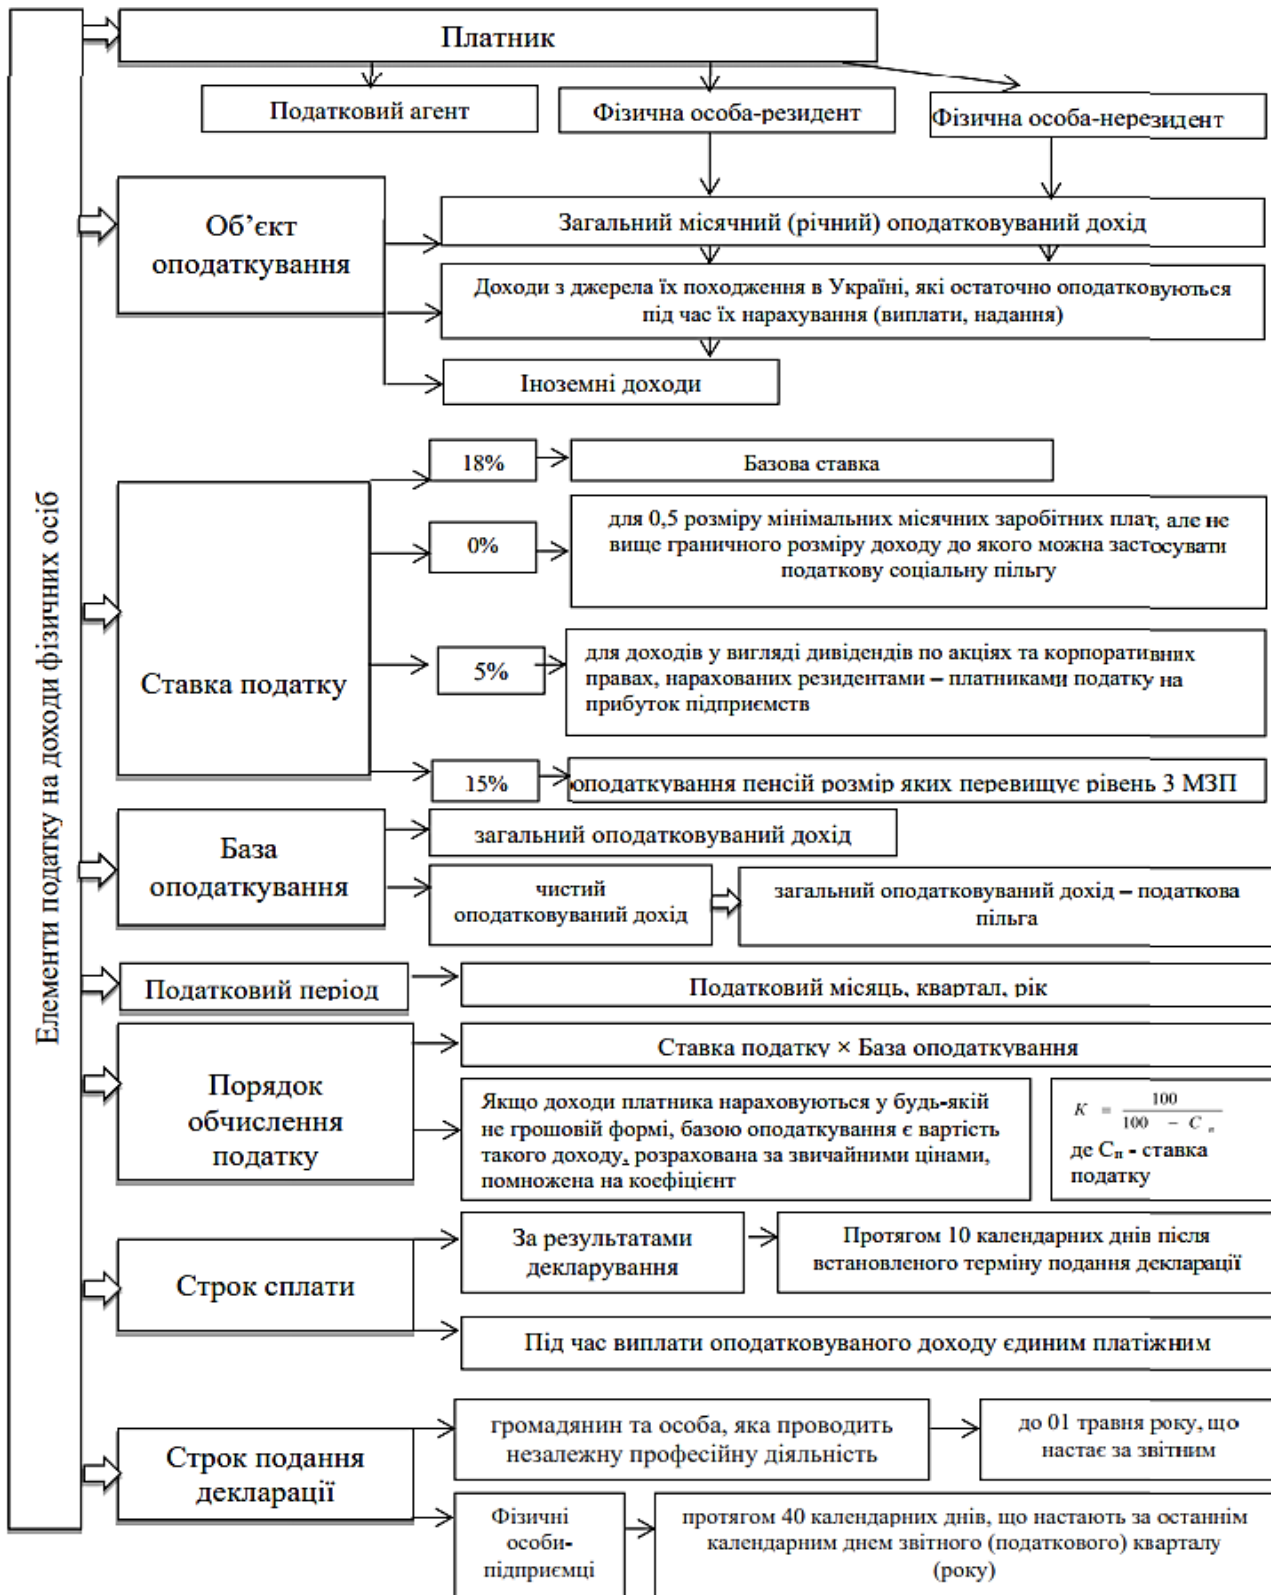 Елементи податку на доходи фізичних осіб
Платник
Податковий агент
Фізична особа-резидент
Фізична особа-нерезидент
Об’єкт
оподаткування
Загальний місячний (річний) оподатковуваний дохід
Доходи з джерела їх походження в Україні, які остаточно оподатковуються
під час їх нарахування (виплати, надання)
Іноземні доходи
Ставка податку
18%
Базова ставка
0%
для 0,5 розміру мінімальних місячних заробітних плат, але не
вище граничного розміру доходу до якого можна застосувати
податкову соціальну пільгу
5%
для доходів у вигляді дивідендів по акціях та корпоративних
правах, нарахованих резидентами – платниками податку на
прибуток підприємств
15%
оподаткування пенсій розмір яких перевищує рівень 3 МЗП
База
оподаткування
загальний оподатковуваний дохід
чистий
оподатковуваний дохід
загальний оподатковуваний дохід – податкова
пільга
Податковий період
Податковий місяць, квартал, рік
Порядок
обчислення
податку
Ставка податку × База оподаткування
Якщо доходи платника нараховуються у будь-якій
не грошовій формі, базою оподаткування є вартість
такого доходу, розрахована за звичайними цінами,
помножена на коефіцієнт
K = 100 / (100 − C п)
де Сп - ставка
податку
Строк сплати
За результатами
декларування
Протягом 10 календарних днів після
встановленого терміну подання декларації
Під час виплати оподатковуваного доходу єдиним платіжним
Строк подання
декларації
громадянин та особа, яка проводить
незалежну професійну діяльність
до 01 травня року, що
настає за звітним
Фізичні
особи-
підприємці
протягом 40 календарних днів, що настають за останнім
календарним днем звітного (податкового) кварталу
(року)